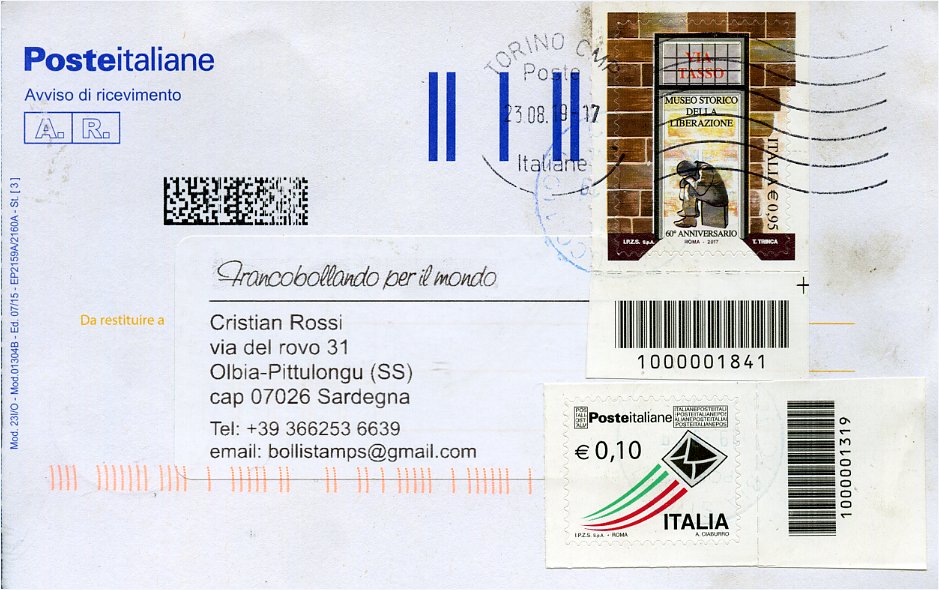 Posteitaliane
Avviso di ricevimento
A. R.
Mod. 23I/O - Mod.01304B - Ed. 07/15 - EP2159A/2160A - St. [3]
TORINO CMP
Poste
23.08.19-17
Italiane
VIA
TASSO
MUSEO STORICO
DELLA
LIBERAZIONE
ITALIA € 0,95
60° ANNIVERSARIO
I.P.Z.S. S.p.A. ROMA - 2017 T. TRINCA
1000001841
Francobollando per il mondo
Da restituire a
Cristian Rossi
via del rovo 31
Olbia-Pittulongu (SS)
cap 07026 Sardegna
Tel: +39 366253 6639
email: bollistamps@gmail.com
Posteitaliane
€ 0,10
ITALIA
I.P.Z.S. S.p.A. - ROMA A. CIABURRO
1000001319